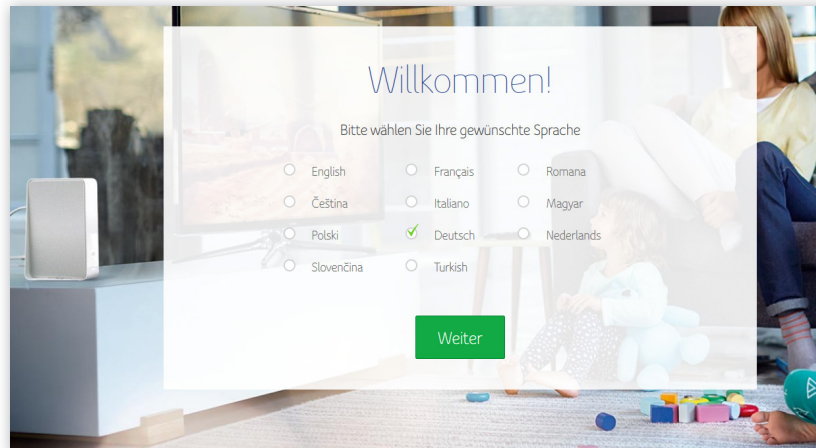 Willkommen!
Bitte wählen Sie Ihre gewünschte Sprache
English Français Romana
Čeština Italiano Magyar
Polski Deutsch Nederlands
Slovenčina Turkish
Weiter